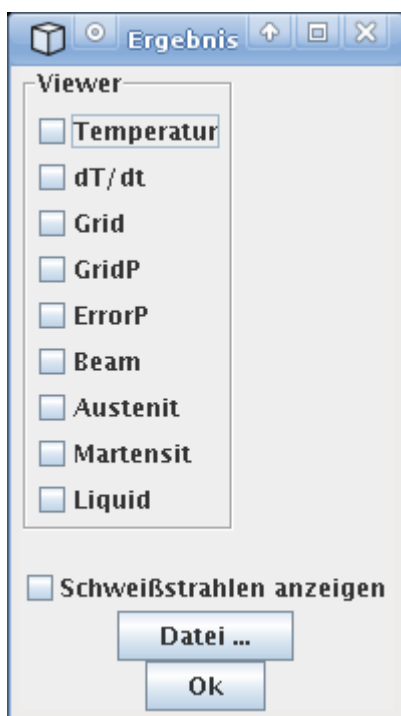 Ergebnis
Viewer
Temperatur
dT/dt
Grid
GridP
ErrorP
Beam
Austenit
Martensit
Liquid
Schweißstrahlen anzeigen
Datei ...
Ok